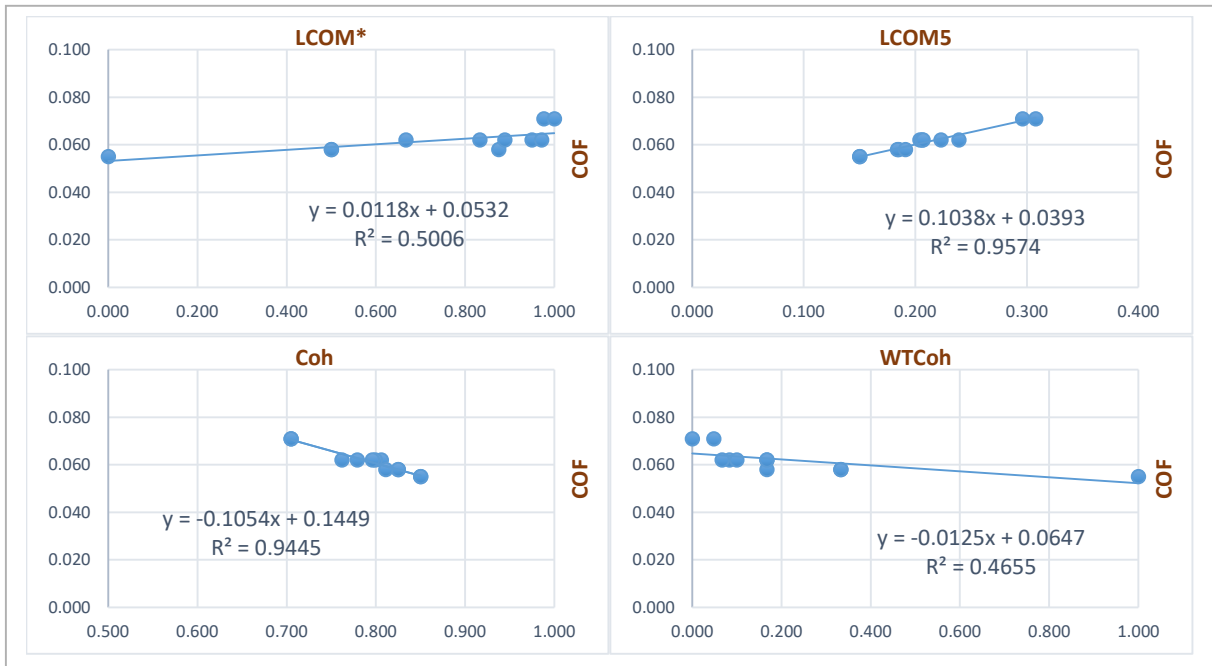 LCOM*
0.100
0.080
0.060
0.040
0.020
0.000
y = 0.0118x + 0.0532
R² = 0.5006
0.000 0.200 0.400 0.600 0.800 1.000
COF
LCOM5
0.100
0.080
0.060
0.040
0.020
0.000
y = 0.1038x + 0.0393
R² = 0.9574
0.000 0.100 0.200 0.300 0.400
COF
Coh
0.100
0.080
0.060
0.040
0.020
0.000
y = -0.1054x + 0.1449
R² = 0.9445
0.500 0.600 0.700 0.800 0.900 1.000
COF
WTCoh
0.100
0.080
0.060
0.040
0.020
0.000
y = -0.0125x + 0.0647
R² = 0.4655
0.000 0.200 0.400 0.600 0.800 1.000